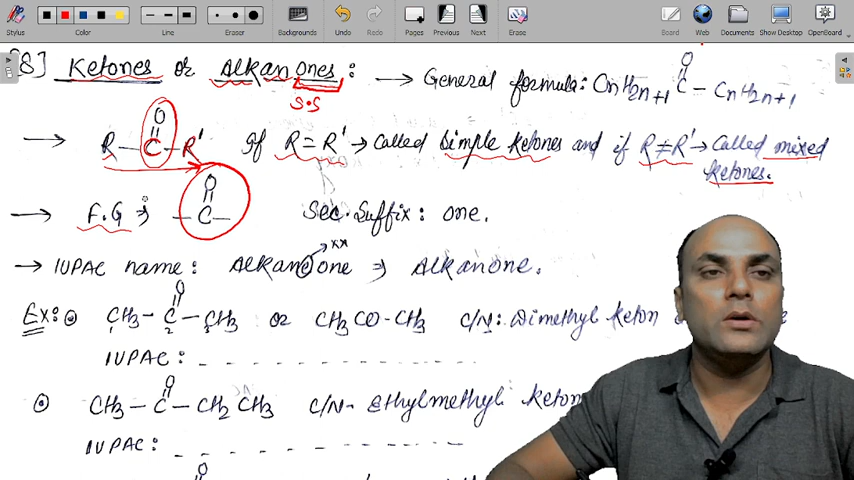 Stylus
Color
Line
Eraser
Backgrounds
Undo
Redo
Pages
Previous
Next
Erase
Board
Web
Documents
Show Desktop
OpenBoard
[8] Ketones or Alkanones: → General formula: CnH2n+1 C – CnH2n+1
O
S.S
O
→ R – C – R' If R = R' → Called Simple ketones and if R ≠ R' → Called mixed ketones.
O
→ F.G ⇒ – C – Sec. Suffix: one.
xx
→ IUPAC name: Alkane one ⇒ Alkanone.
O
Ex: CH3 – C – CH3 or CH3CO-CH3 C/N: Dimethyl keton
1 2 3
IUPAC: - - - - - - - - - - - - - -
O
CH3 – C – CH2CH3 C/N- Ethylmethyl keton
IUPAC: - - - - - - - - - - - - - -
O